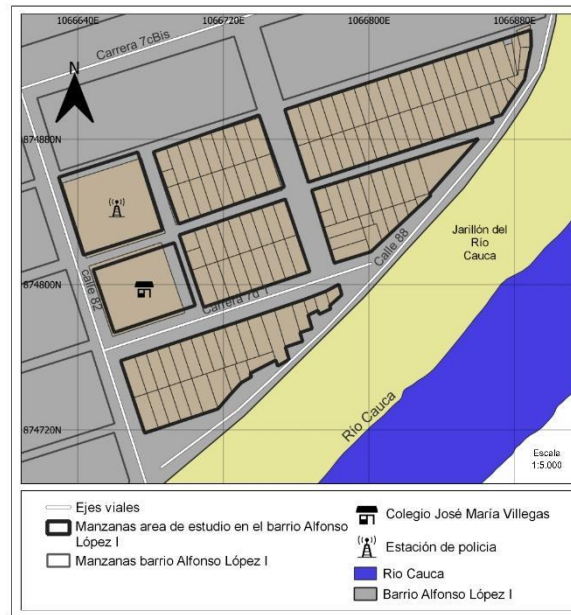 1066640E 1066720E 1066800E 1066880E
Carrera 7cBis
N
874880N
Jarillón del
Río
Cauca
Calle 88
874800N
calle 82
Carrera 7d 1
Río Cauca
874720N
Escala
1:5.000
Ejes viales
Manzanas area de estudio en el barrio Alfonso
López I
Manzanas barrio Alfonso López I
Colegio José María Villegas
Estación de policia
Rio Cauca
Barrio Alfonso López I